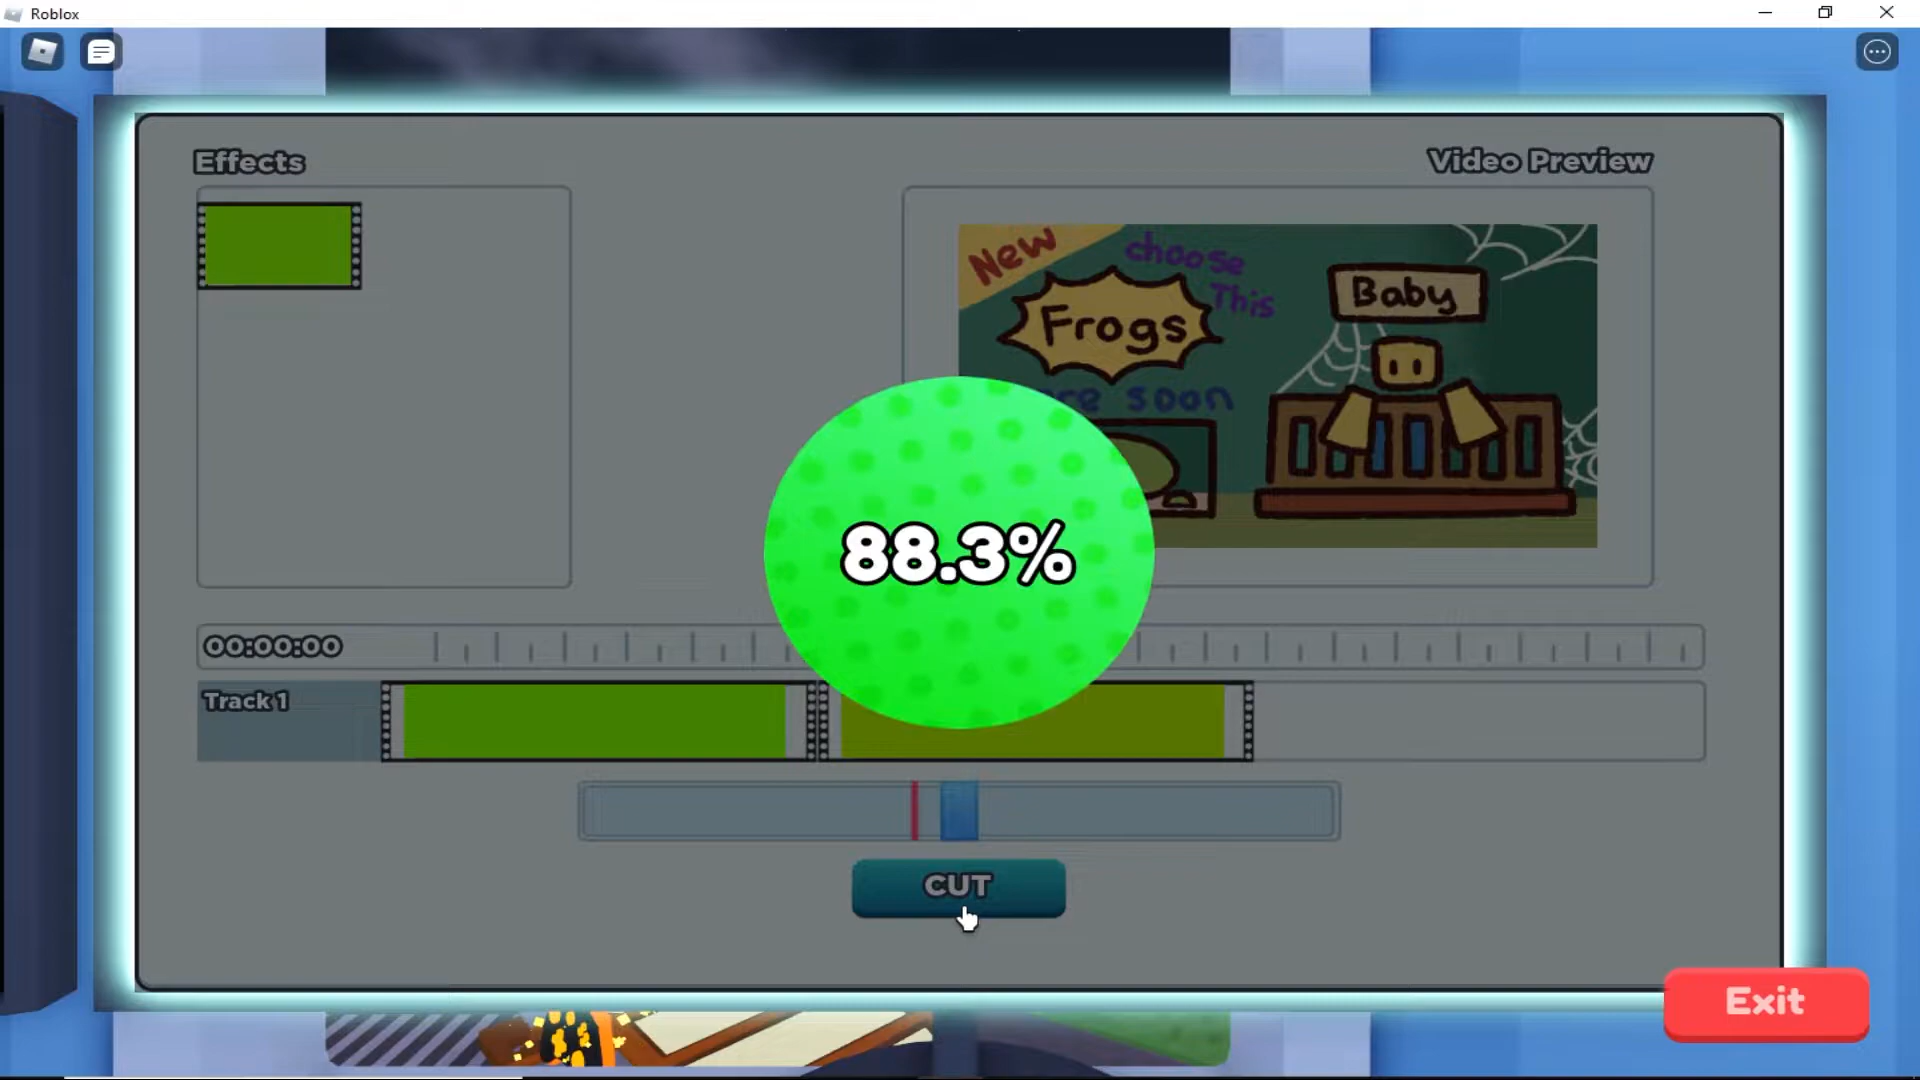 Roblox
Effects
Video Preview
New
choose
This
Frogs
Baby
soon
88.3%
00:00:00
Track 1
CUT
Exit